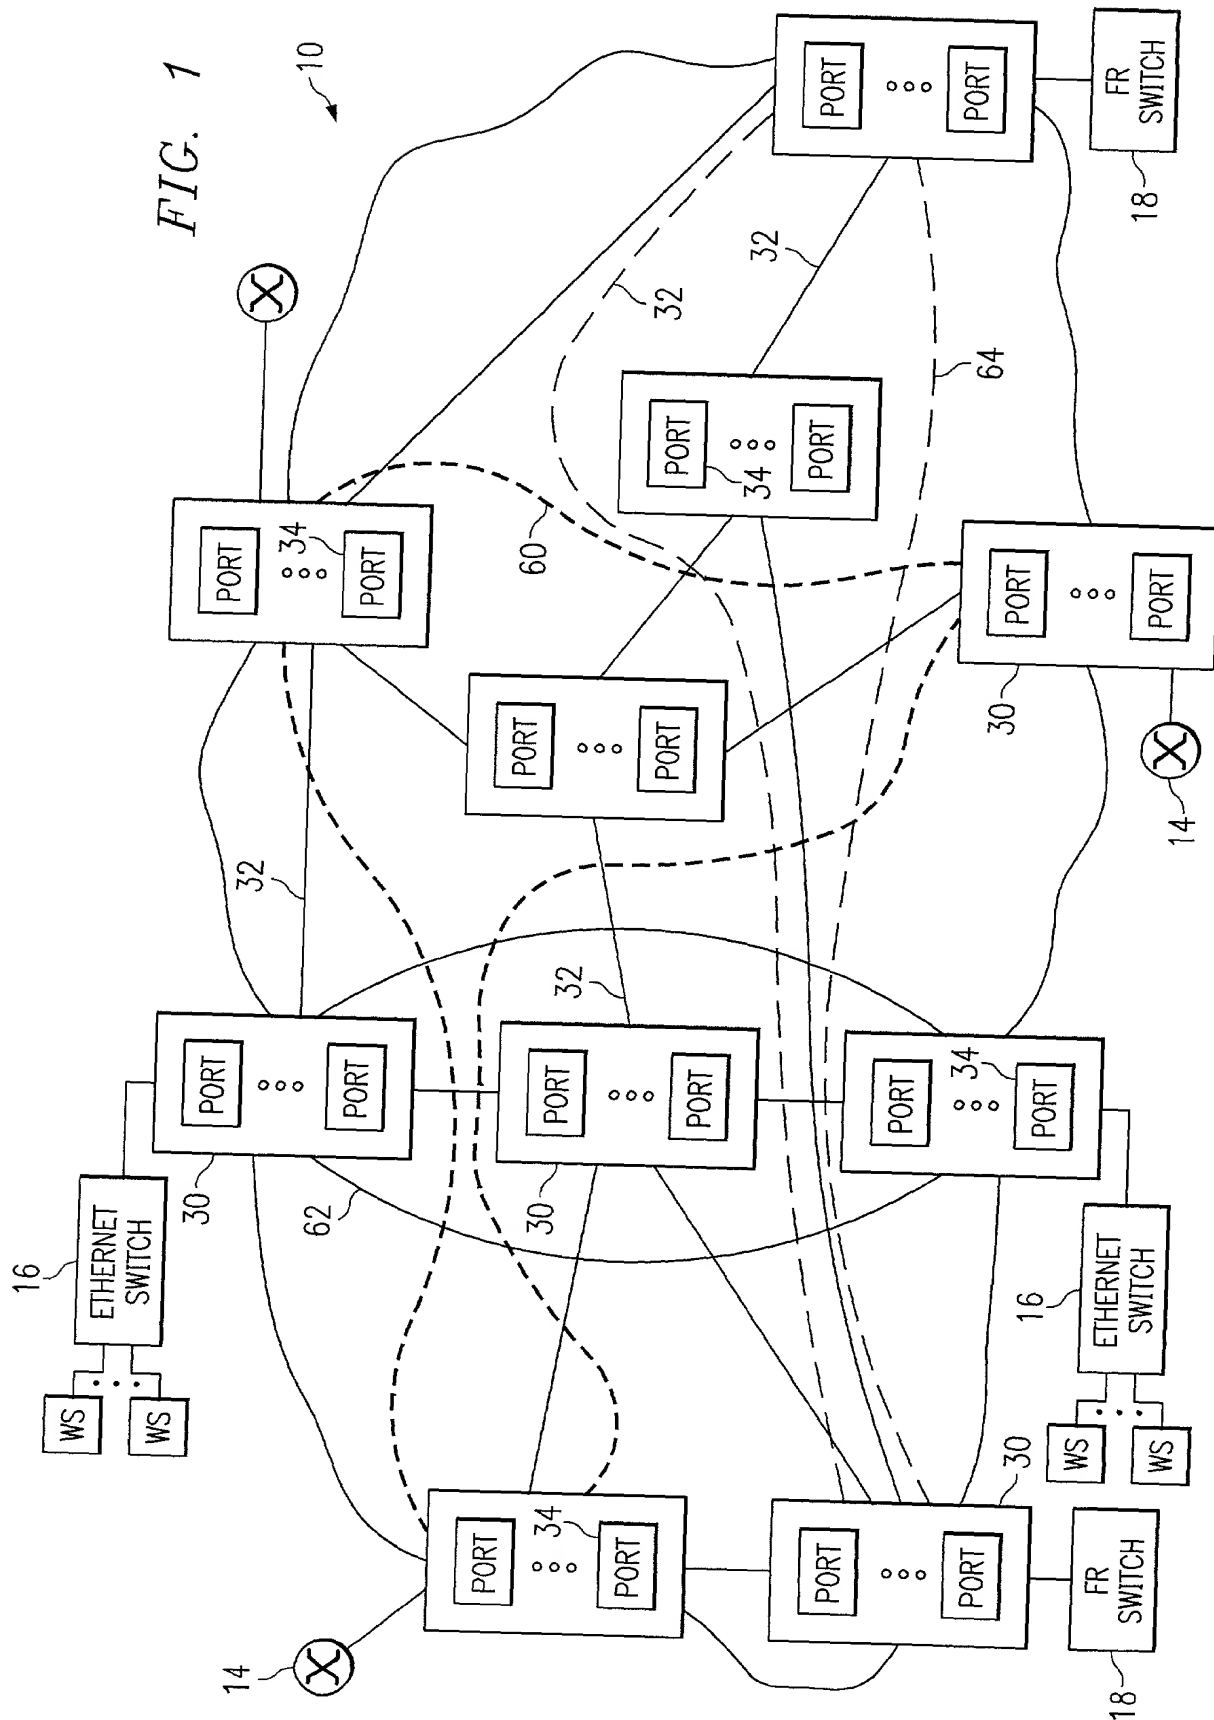 16
WS
ETHERNET
SWITCH
WS
FIG. 1
30
PORT
PORT
14
32
X
34
10
62
X
PORT
PORT
PORT
PORT
60
30
34
PORT
32
PORT
PORT
32
PORT
PORT
34
32
PORT
PORT
PORT
PORT
34
PORT
PORT
64
30
PORT
30
16
PORT
WS
FR
SWITCH
ETHERNET
SWITCH
FR
SWITCH
18
18
PORT
WS
X
14